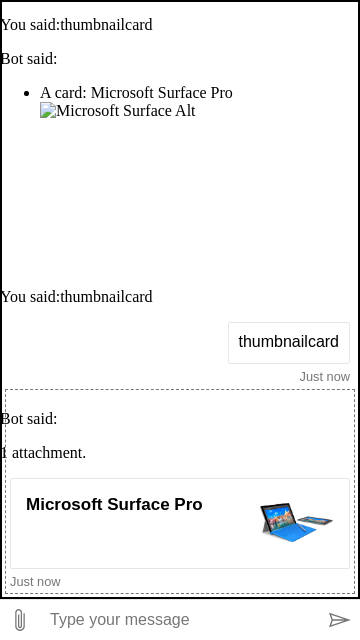 You said:thumbnailcard
Bot said:
A card: Microsoft Surface Pro
Microsoft Surface Alt
You said:thumbnailcard
thumbnailcard
Just now
Bot said:
1 attachment.
Microsoft Surface Pro
Just now
Type your message